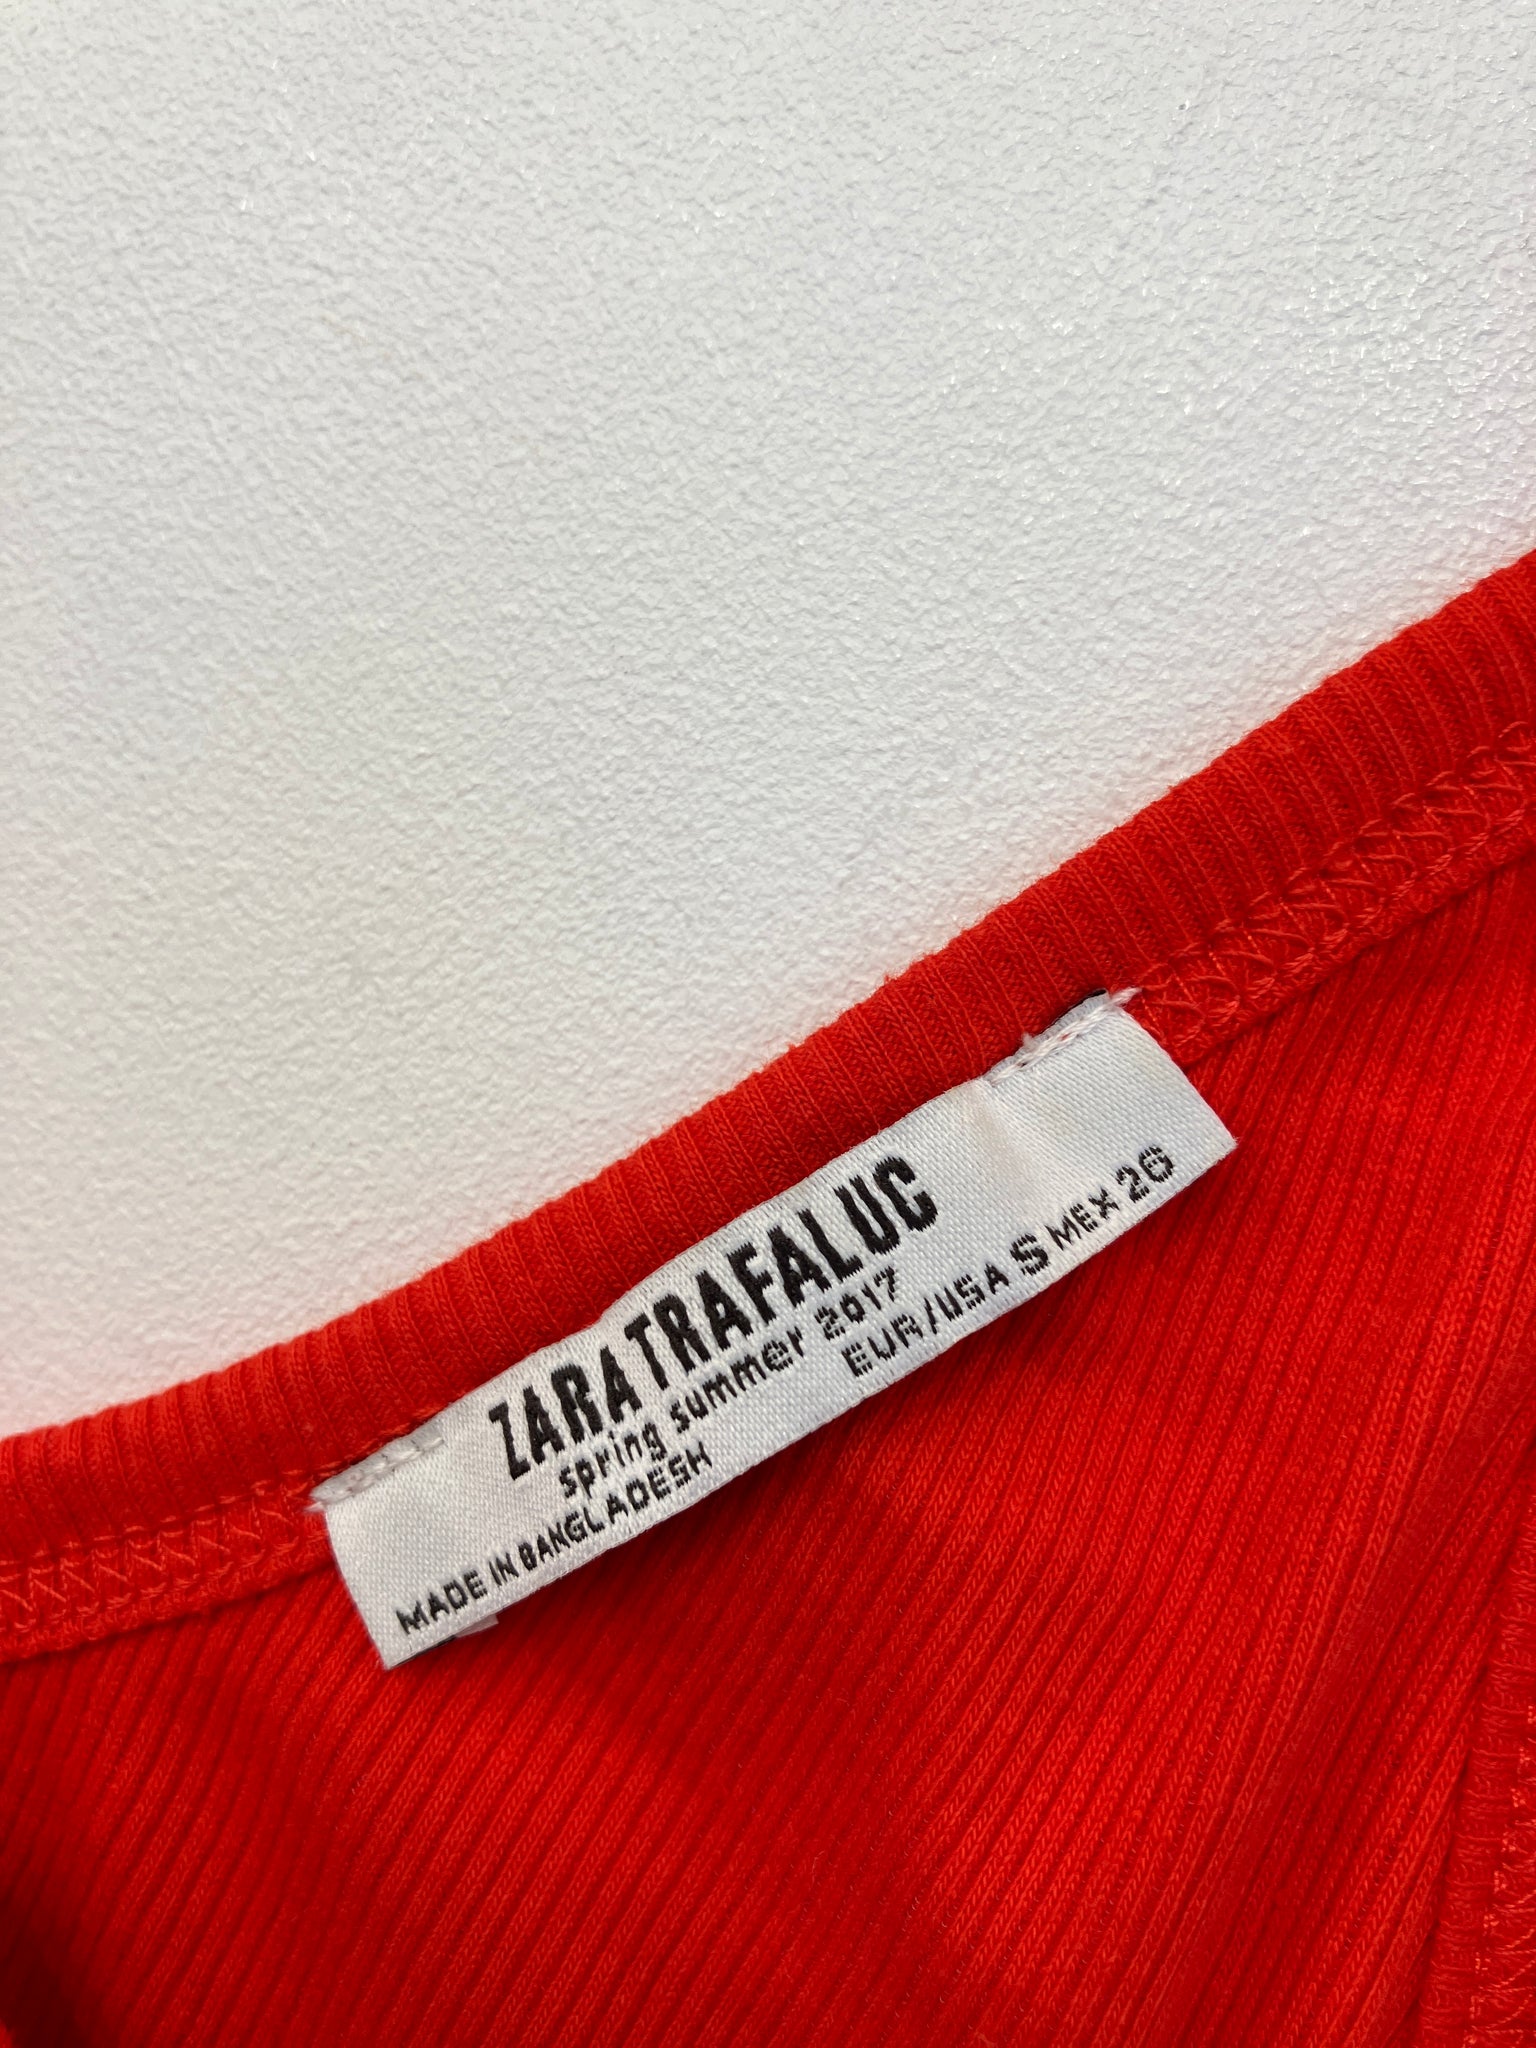 ZARA TRAFALUC
spring summer 2017
EUR/USA S MEX 26
MADE IN BANGLADESH